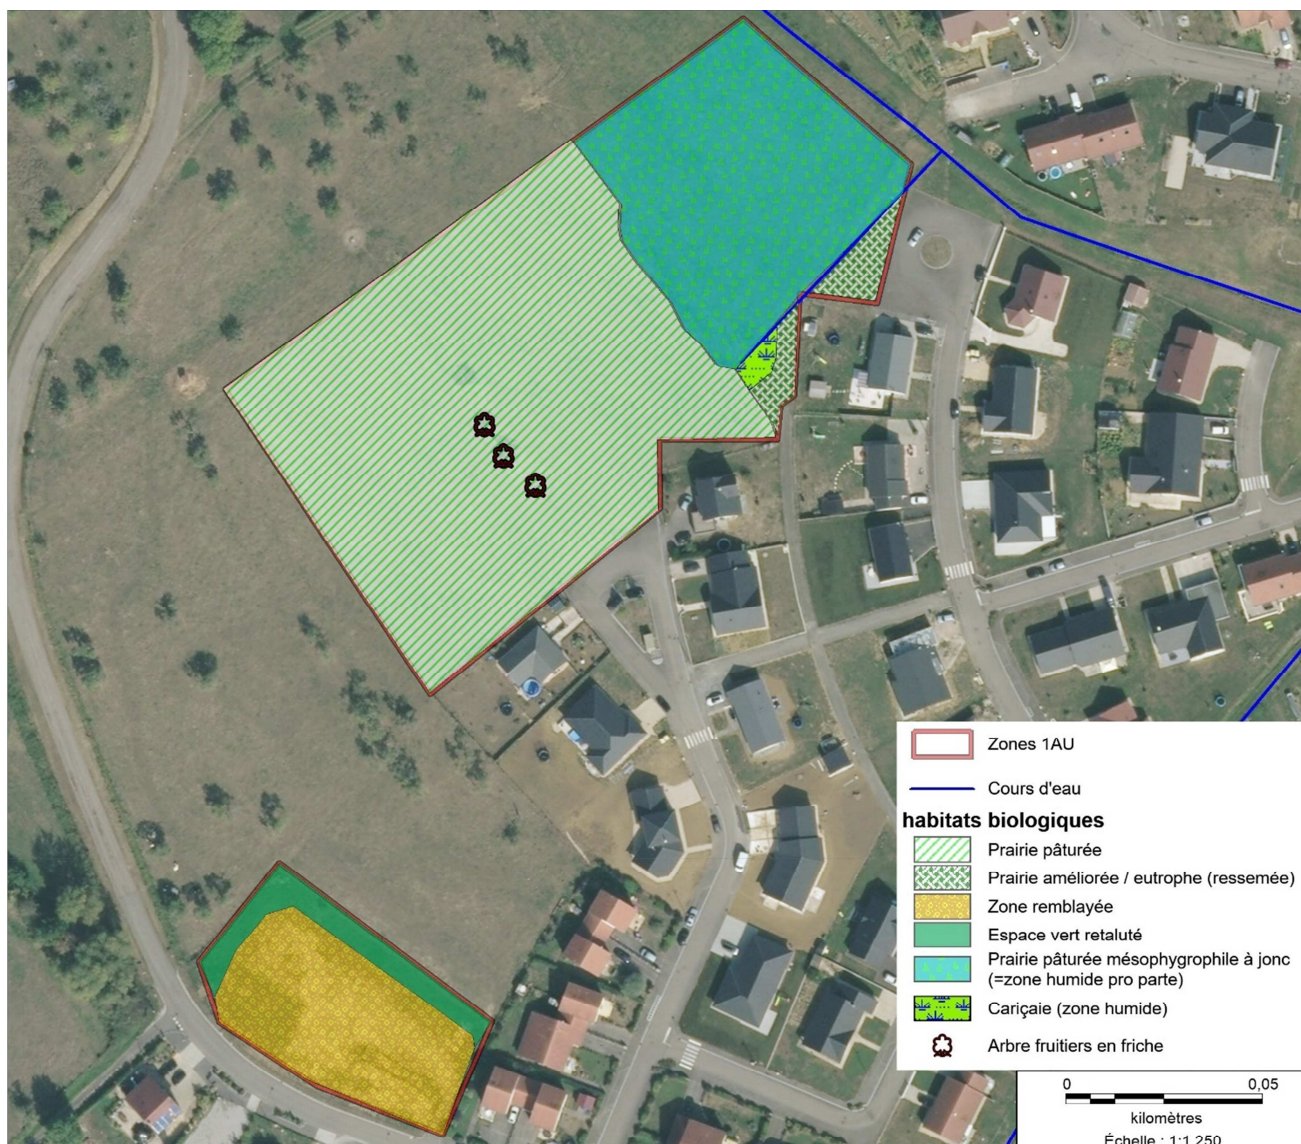 Zones 1AU
Cours d'eau
habitats biologiques
Prairie pâturée
Prairie améliorée / eutrophe (ressemée)
Zone remblayée
Espace vert retaluté
Prairie pâturée mésophygrophile à jonc
(=zone humide pro parte)
Cariçaie (zone humide)
Arbre fruitiers en friche
0 0,05
kilomètres
Échelle : 1:1 250